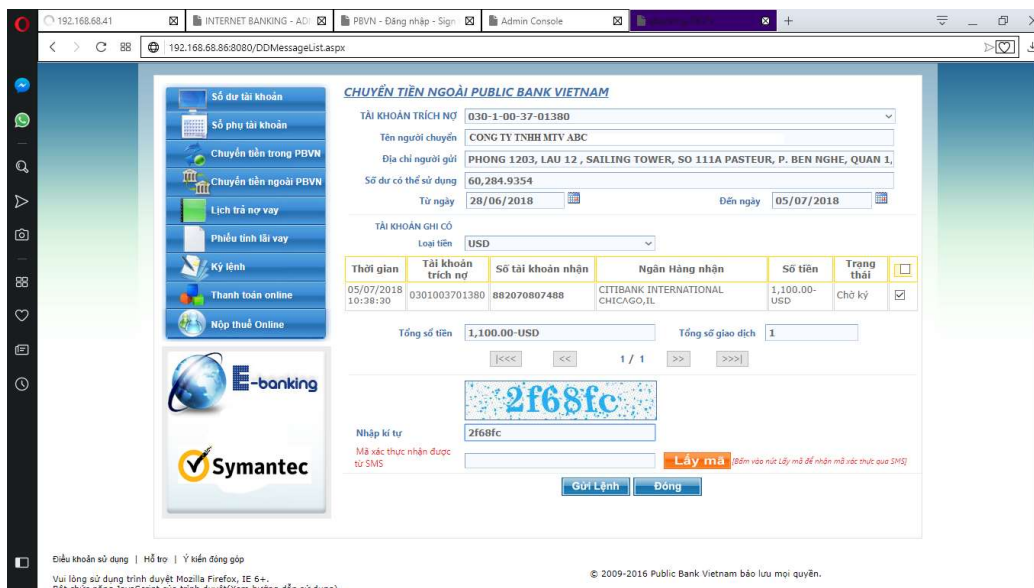 192.168.68.41
INTERNET BANKING - ADI
PBVN - Đăng nhập - Sign
Admin Console
192.168.68.86:8080/DDMessageList.aspx
Số dư tài khoản
Số phụ tài khoản
Chuyển tiền trong PBVN
Chuyển tiền ngoài PBVN
Lịch trả nợ vay
Phiếu tính lãi vay
Ký lệnh
Thanh toán online
Nộp thuế Online
E-banking
Symantec
CHUYỂN TIỀN NGOÀI PUBLIC BANK VIETNAM
TÀI KHOẢN TRÍCH NỢ 030-1-00-37-01380
Tên người chuyển CONG TY TNHH MTV ABC
Địa chỉ người gửi PHONG 1203, LAU 12 , SAILING TOWER, SO 111A PASTEUR, P. BEN NGHE, QUAN 1,
Số dư có thể sử dụng 60,284.9354
Từ ngày 28/06/2018 Đến ngày 05/07/2018
TÀI KHOẢN GHI CÓ
Loại tiền USD
Thời gian Tài khoản trích nợ Số tài khoản nhận Ngân Hàng nhận Số tiền Trạng thái
05/07/2018 10:38:30 0301003701380 882070807488 CITIBANK INTERNATIONAL CHICAGO,IL 1,100.00-USD Chờ ký
Tổng số tiền 1,100.00-USD Tổng số giao dịch 1
|<<< << 1 / 1 >> >>>|
2f68fc
Nhập kí tự 2f68fc
Mã xác thực nhận được từ SMS Lấy mã [Bấm vào nút Lấy mã để nhận mã xác thực qua SMS]
Gửi Lệnh Đóng
Điều khoản sử dụng | Hỗ trợ | Ý kiến đóng góp
Vui lòng sử dụng trình duyệt Mozilla Firefox, IE 6+.
© 2009-2016 Public Bank Vietnam bảo lưu mọi quyền.